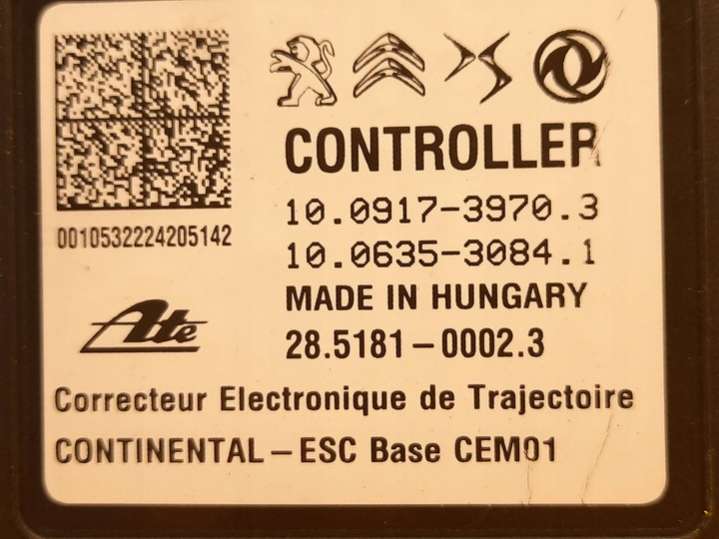 CONTROLLER
10.0917-3970.3
0010532224205142
10.0635-3084.1
MADE IN HUNGARY
Ate
28.5181-0002.3
Correcteur Electronique de Trajectoire
CONTINENTAL - ESC Base CEM01